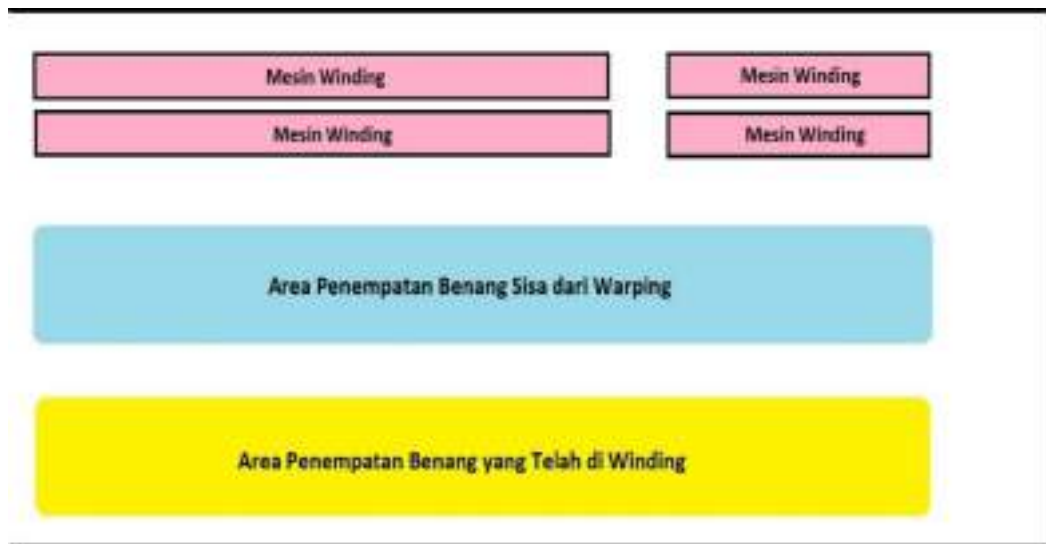 Mesin Winding
Mesin Winding
Mesin Winding
Mesin Winding
Area Penempatan Benang Sisa dari Warping
Area Penempatan Benang yang Telah di Winding